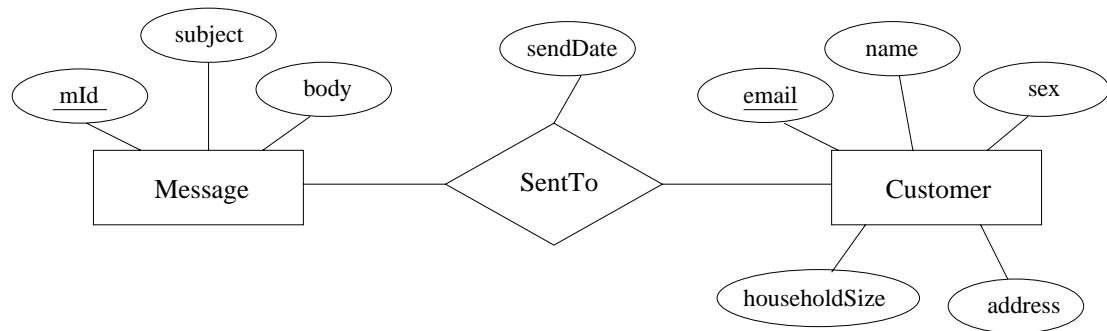 subject
sendDate
name
mId
body
email
sex
Message
SentTo
Customer
householdSize
address